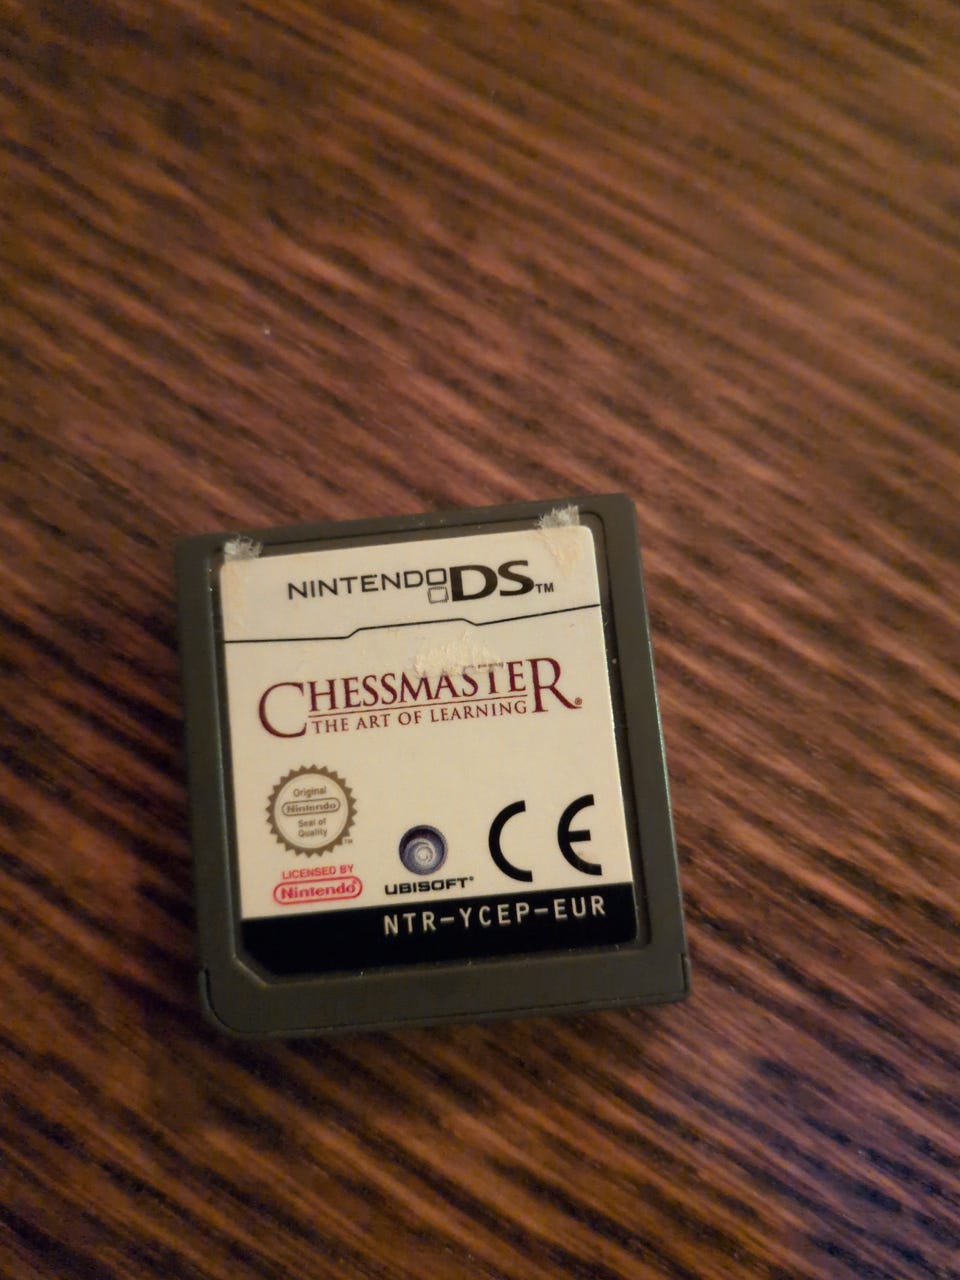 NINTENDO DS™
CHESSMASTER®
THE ART OF LEARNING
Original
Nintendo
Seal of
Quality
TM
LICENSED BY
Nintendo®
UBISOFT®
CE
NTR-YCEP-EUR